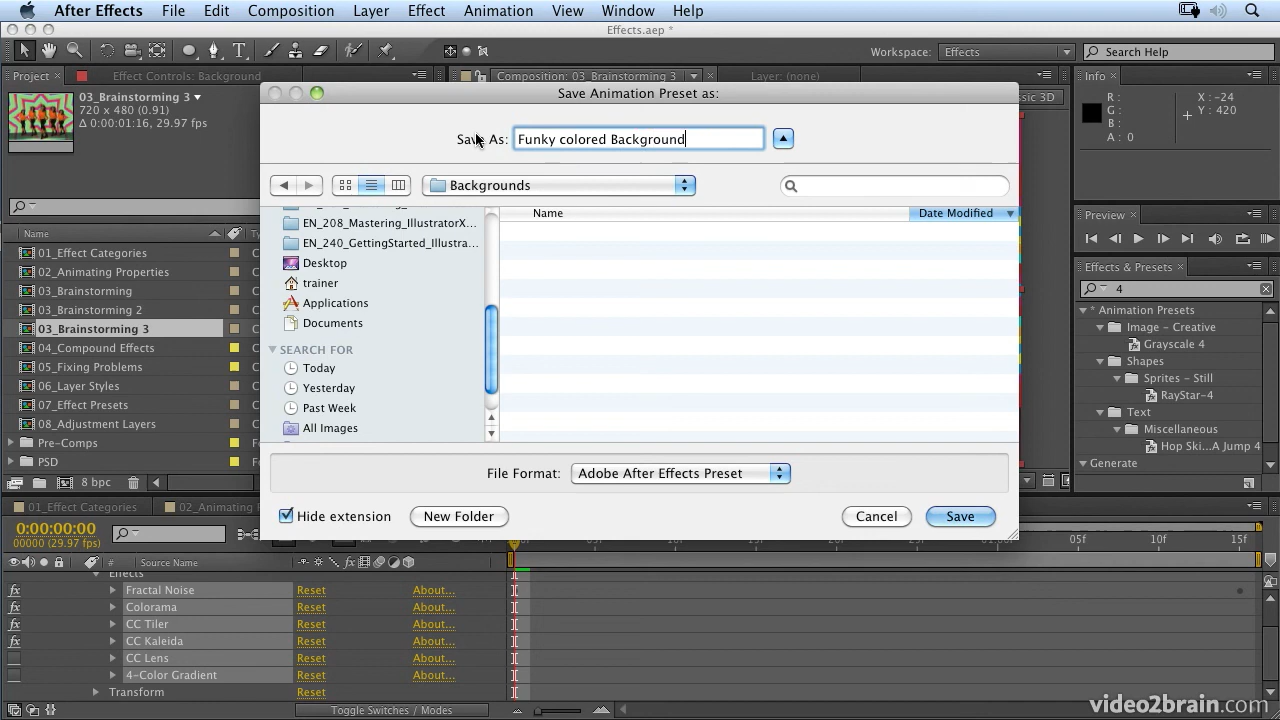 After Effects File Edit Composition Layer Effect Animation View Window Help
Effects.aep *
Workspace: Effects
Search Help
Project
Effect Controls: Background
Composition: 03_Brainstorming 3
Layer: (none)
Info
03_Brainstorming 3
720 x 480 (0.91)
Δ 0:00:01:16, 29.97 fps
Save Animation Preset as:
Save As: Funky colored Background
Backgrounds
sic 3D
R :
G :
B :
A : 0
X : -24
Y : 420
Name
01_Effect Categories
02_Animating Properties
03_Brainstorming
03_Brainstorming 2
03_Brainstorming 3
04_Compound Effects
05_Fixing Problems
06_Layer Styles
07_Effect Presets
08_Adjustment Layers
Pre-Comps
PSD
8 bpc
EN_208_Mastering_IllustratorX...
EN_240_GettingStarted_Illustra...
Desktop
trainer
Applications
Documents
SEARCH FOR
Today
Yesterday
Past Week
All Images
Name
Date Modified
File Format: Adobe After Effects Preset
Hide extension
New Folder
Cancel
Save
Preview
Effects & Presets
4
* Animation Presets
Image – Creative
Grayscale 4
Shapes
Sprites – Still
RayStar-4
Text
Miscellaneous
Hop Ski...A Jump 4
Generate
01_Effect Categories
02_Animating
0:00:00:00
00000 (29.97 fps)
05f
10f
15f
#
Source Name
Effects
Fractal Noise Reset About...
Colorama Reset About...
CC Tiler Reset About...
CC Kaleida Reset About...
CC Lens Reset About...
4-Color Gradient Reset About...
Transform Reset
Toggle Switches / Modes
video2brain.com